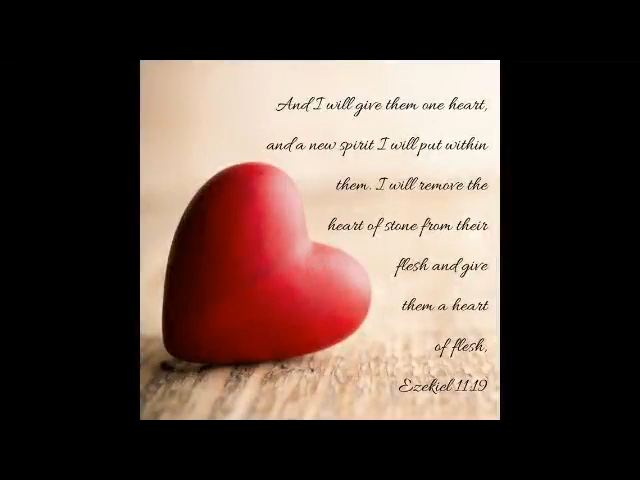 And I will give them one heart,
and a new spirit I will put within
them. I will remove the
heart of stone from their
flesh and give
them a heart
of flesh,
Ezekiel 11:19